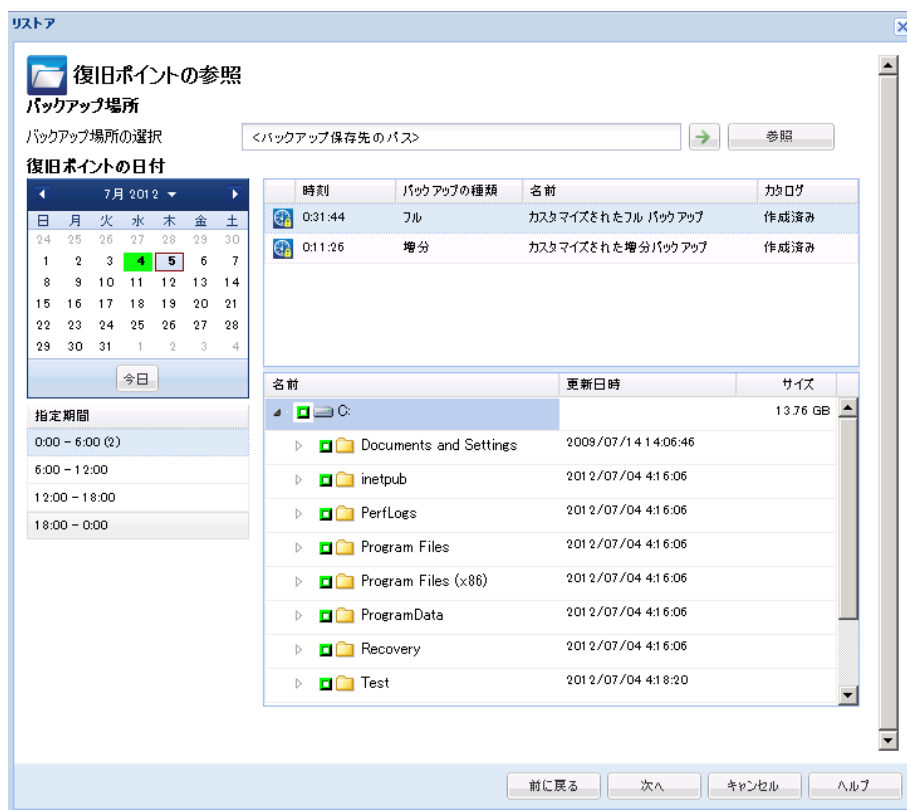 リストア
復旧ポイントの参照
バックアップ場所
バックアップ場所の選択 <バックアップ保存先のパス> 参照
復旧ポイントの日付
7月 2012
日 月 火 水 木 金 土
24 25 26 27 28 29 30
1 2 3 4 5 6 7
8 9 10 11 12 13 14
15 16 17 18 19 20 21
22 23 24 25 26 27 28
29 30 31 1 2 3 4
今日
指定期間
0:00 - 6:00 (2)
6:00 - 12:00
12:00 - 18:00
18:00 - 0:00
時刻 バックアップの種類 名前 カタログ
0:31:44 フル カスタマイズされたフル バックアップ 作成済み
0:11:26 増分 カスタマイズされた増分バックアップ 作成済み
名前 更新日時 サイズ
C: 13.76 GB
Documents and Settings 2009/07/14 14:06:46
inetpub 2012/07/04 4:16:06
PerfLogs 2012/07/04 4:16:06
Program Files 2012/07/04 4:16:06
Program Files (x86) 2012/07/04 4:16:06
ProgramData 2012/07/04 4:16:06
Recovery 2012/07/04 4:16:06
Test 2012/07/04 4:18:20
前に戻る 次へ キャンセル ヘルプ